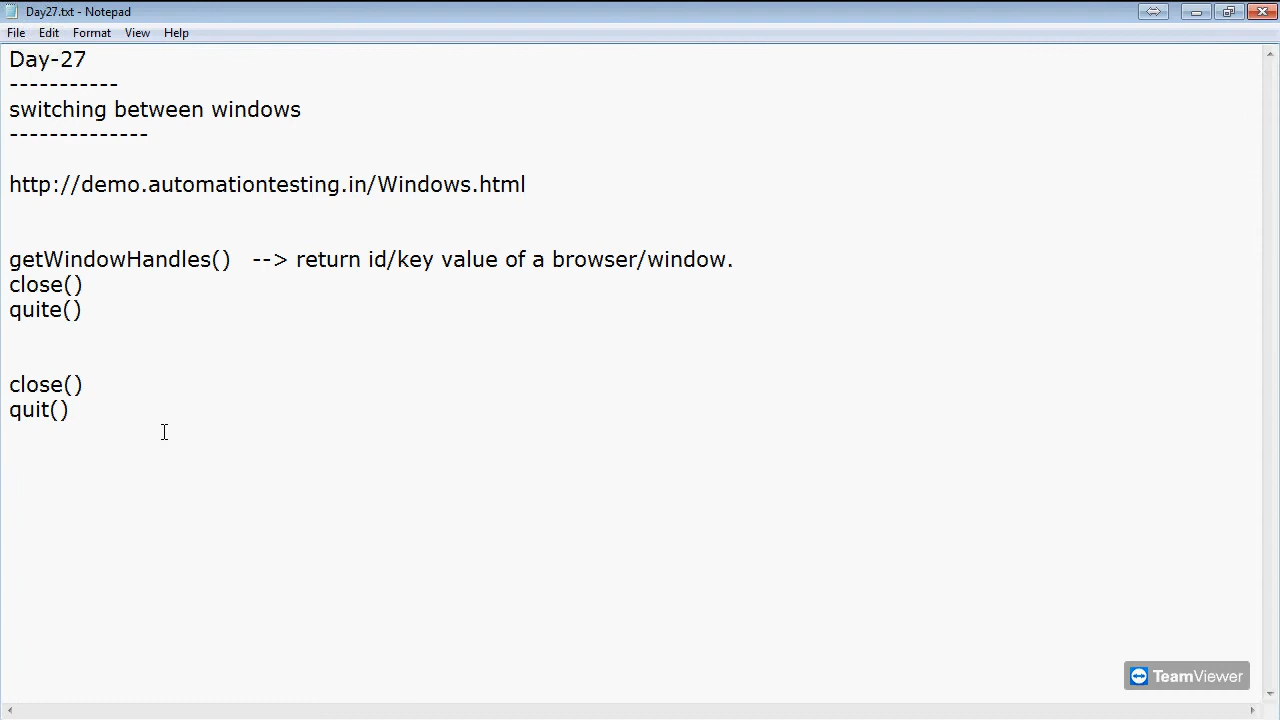 Day27.txt - Notepad
File Edit Format View Help
Day-27
-----------
switching between windows
--------------
http://demo.automationtesting.in/Windows.html
getWindowHandles() --> return id/key value of a browser/window.
close()
quite()
close()
quit()
TeamViewer